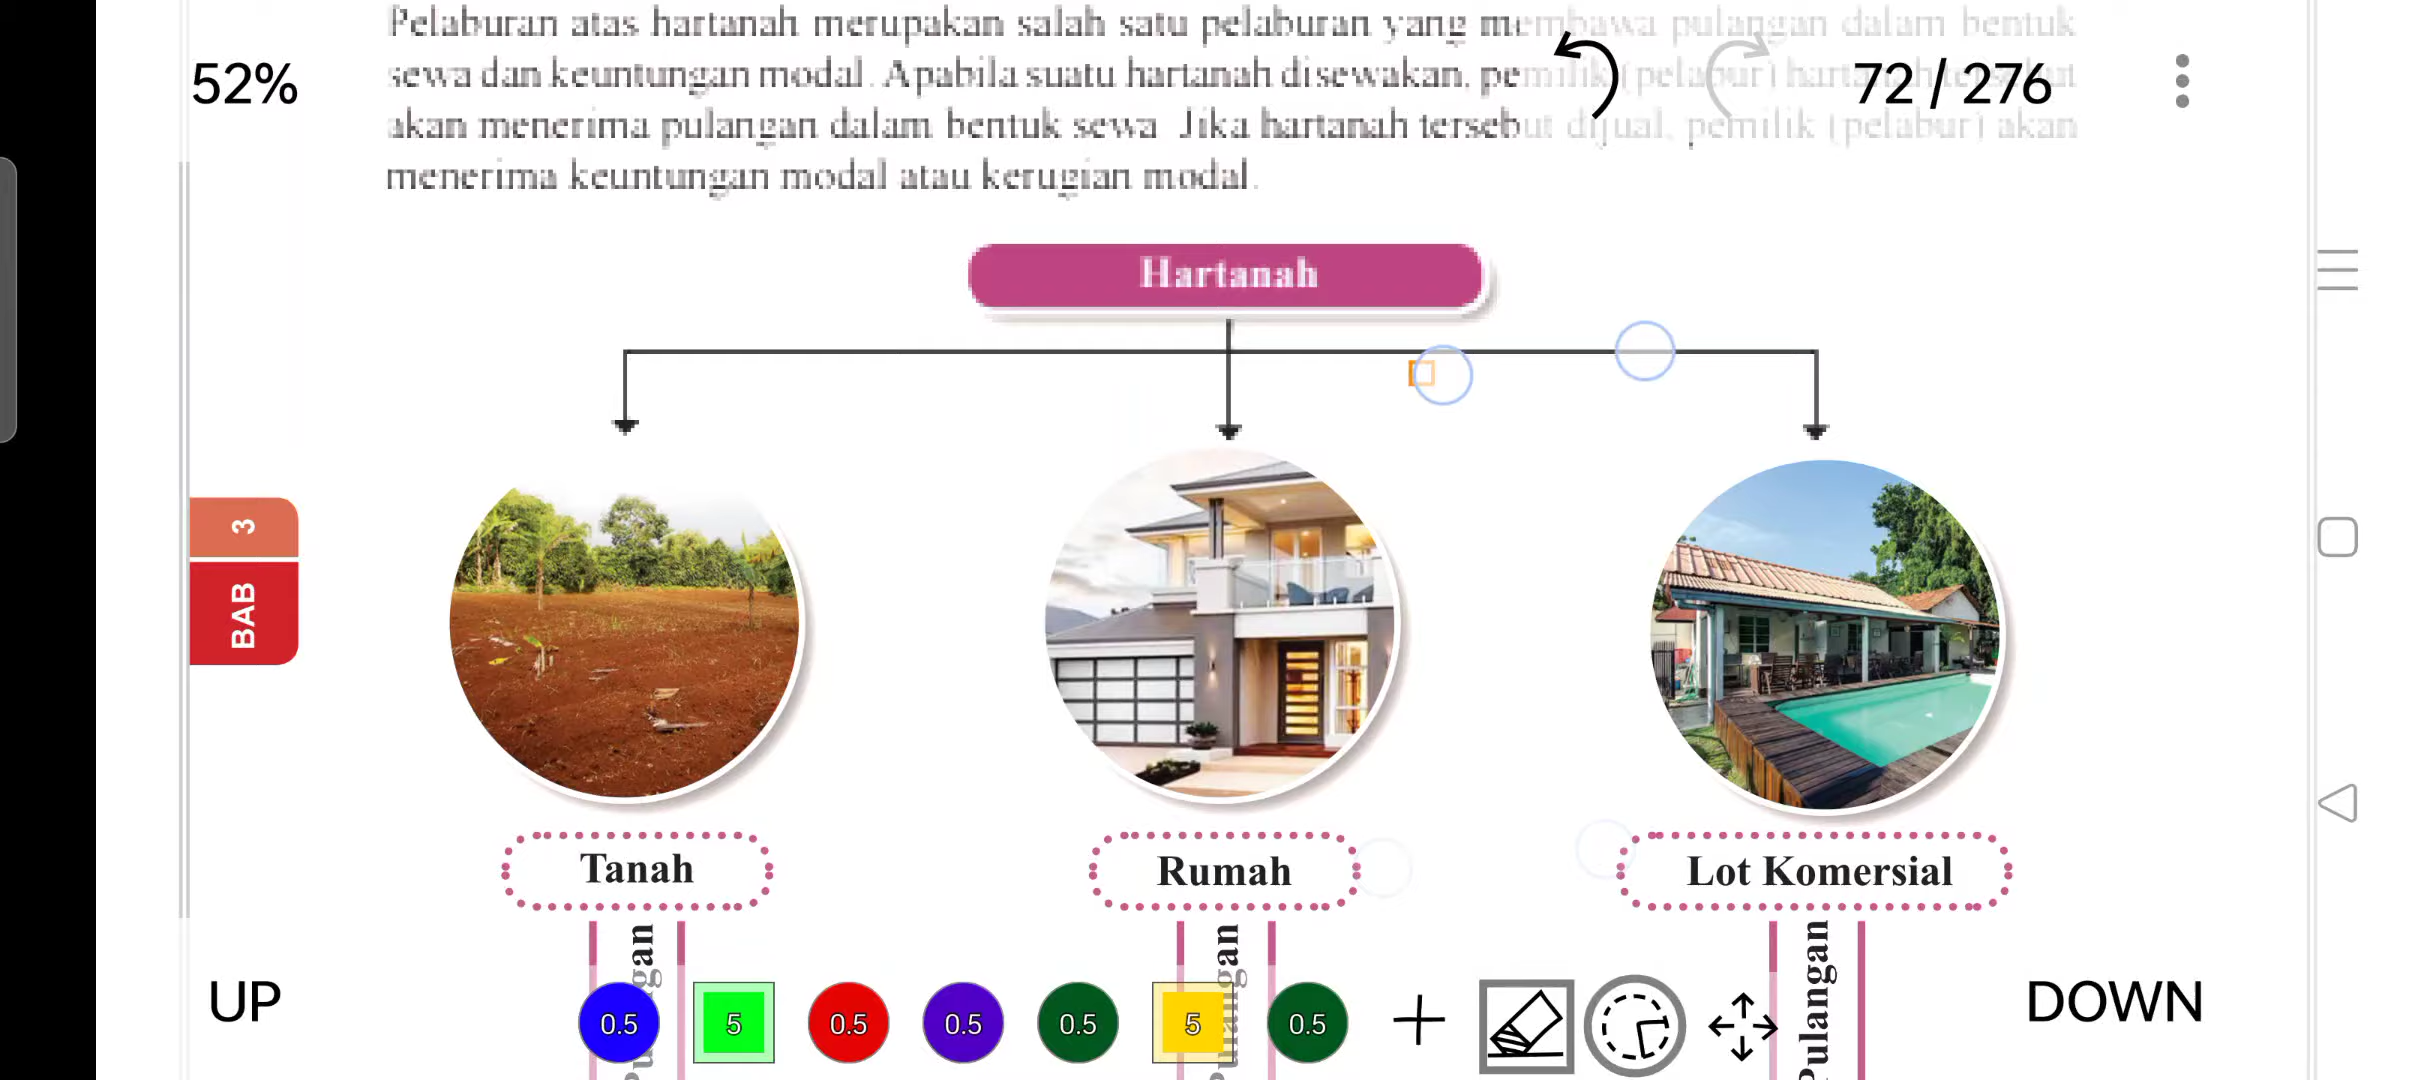 Pelaburan atas hartanah merupakan salah satu pelaburan yang membawa pulangan dalam bentuk
52%
72 / 276
sewa dan keuntungan modal. Apabila suatu hartanah disewakan, pemilik (pelabur) hartanah tersebut
akan menerima pulangan dalam bentuk sewa. Jika hartanah tersebut dijual, pemilik (pelabur) akan
menerima keuntungan modal atau kerugian modal.
Hartanah
3
BAB
Tanah
Rumah
Lot Komersial
Pulangan
Pulangan
Pulangan
UP
0.5
5
0.5
0.5
0.5
5
0.5
DOWN